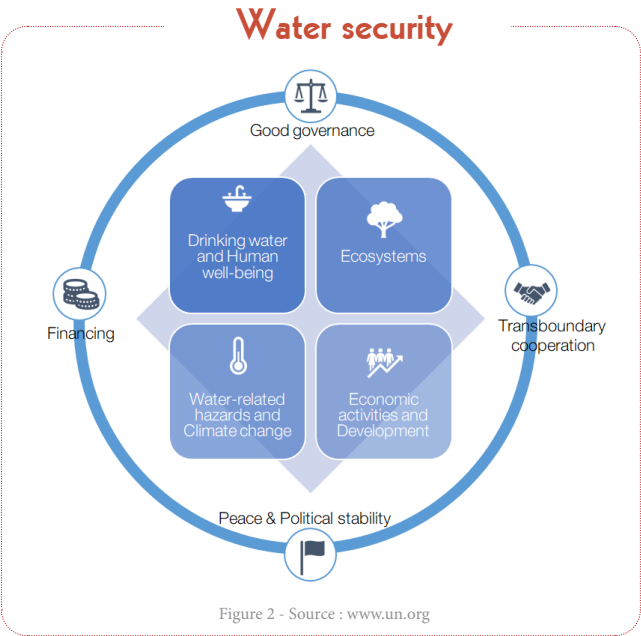 Water security
Good governance
Drinking water
and Human
well-being
Ecosystems
Financing
Transboundary
cooperation
Water-related
hazards and
Climate change
Economic
activities and
Development
Peace & Political stability
Figure 2 - Source : www.un.org